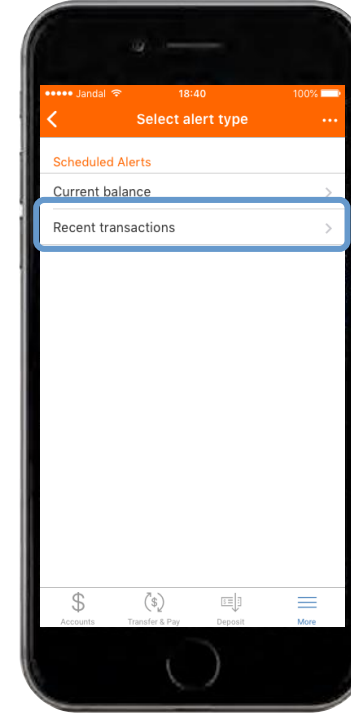 Jandal 18:40 100%
Select alert type
Scheduled Alerts
Current balance
Recent transactions
Accounts Transfer & Pay Deposit More